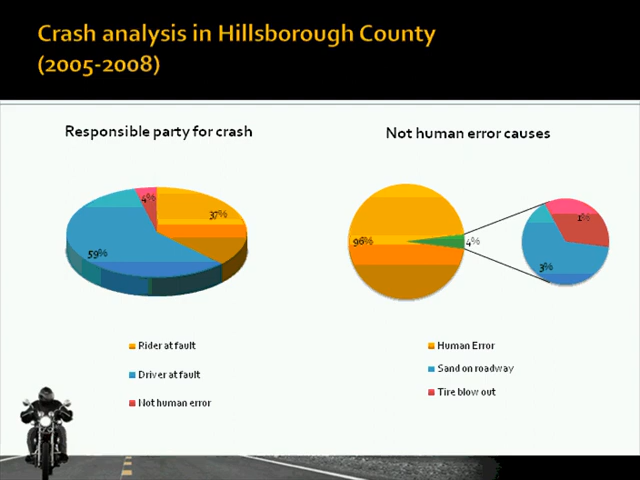 Crash analysis in Hillsborough County
(2005-2008)
Responsible party for crash
Not human error causes
4%
37%
59%
96%
4%
1%
3%
Rider at fault
Driver at fault
Not human error
Human Error
Sand on roadway
Tire blow out